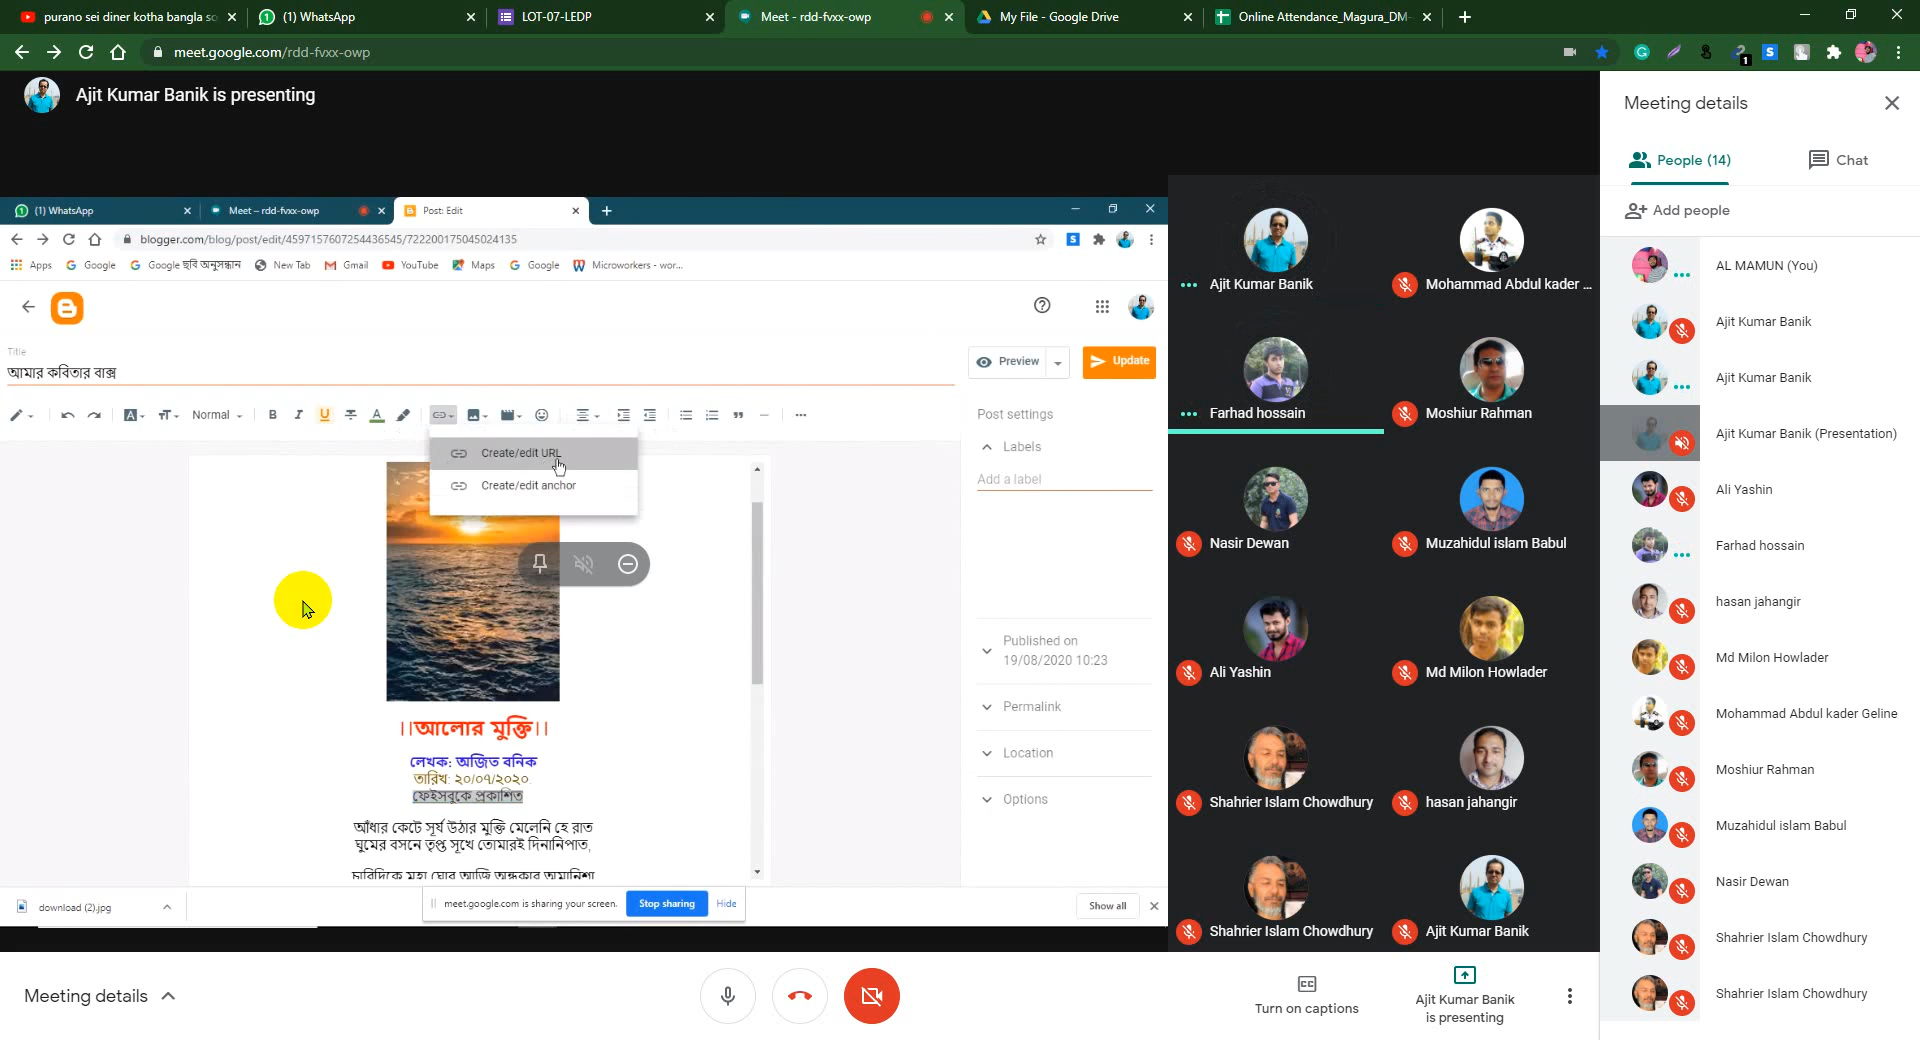 purano sei diner kotha bangla so
(1) WhatsApp
LOT-07-LEDP
Meet - rdd-fvxx-owp
My File - Google Drive
Online Attendance_Magura_DM-
meet.google.com/rdd-fvxx-owp
1
Ajit Kumar Banik is presenting
(1) WhatsApp
Meet – rdd-fvxx-owp
Post: Edit
blogger.com/blog/post/edit/4597157607254436545/722200175045024135
Apps
Google
Google ছবি অনুসন্ধান
New Tab
Gmail
YouTube
Maps
Google
Microworkers - wor...
Title
আমার কবিতার বাক্স
Preview
Update
Normal
Create/edit URL
Create/edit anchor
Post settings
Labels
Add a label
Published on
19/08/2020 10:23
Permalink
Location
Options
||আলোর মুক্তি||
লেখক: অজিত বনিক
তারিখ: ২০/০৭/২০২০
ফেইসবুকে প্রকাশিত
আঁধার কেটে সূর্য উঠার মুক্তি মেলেনি হে রাত
ঘুমের বসনে তৃপ্ত সূখে তোমারই দিনানিপাত,
চারিদিকে মহা ঘোর আজি অন্ধকার অমানিশা
download (2).jpg
meet.google.com is sharing your screen.
Stop sharing
Hide
Show all
Ajit Kumar Banik
Mohammad Abdul kader ...
Farhad hossain
Moshiur Rahman
Nasir Dewan
Muzahidul islam Babul
Ali Yashin
Md Milon Howlader
Shahrier Islam Chowdhury
hasan jahangir
Shahrier Islam Chowdhury
Ajit Kumar Banik
Meeting details
People (14)
Chat
Add people
AL MAMUN (You)
Ajit Kumar Banik
Ajit Kumar Banik
Ajit Kumar Banik (Presentation)
Ali Yashin
Farhad hossain
hasan jahangir
Md Milon Howlader
Mohammad Abdul kader Geline
Moshiur Rahman
Muzahidul islam Babul
Nasir Dewan
Shahrier Islam Chowdhury
Shahrier Islam Chowdhury
Meeting details
Turn on captions
Ajit Kumar Banik
is presenting